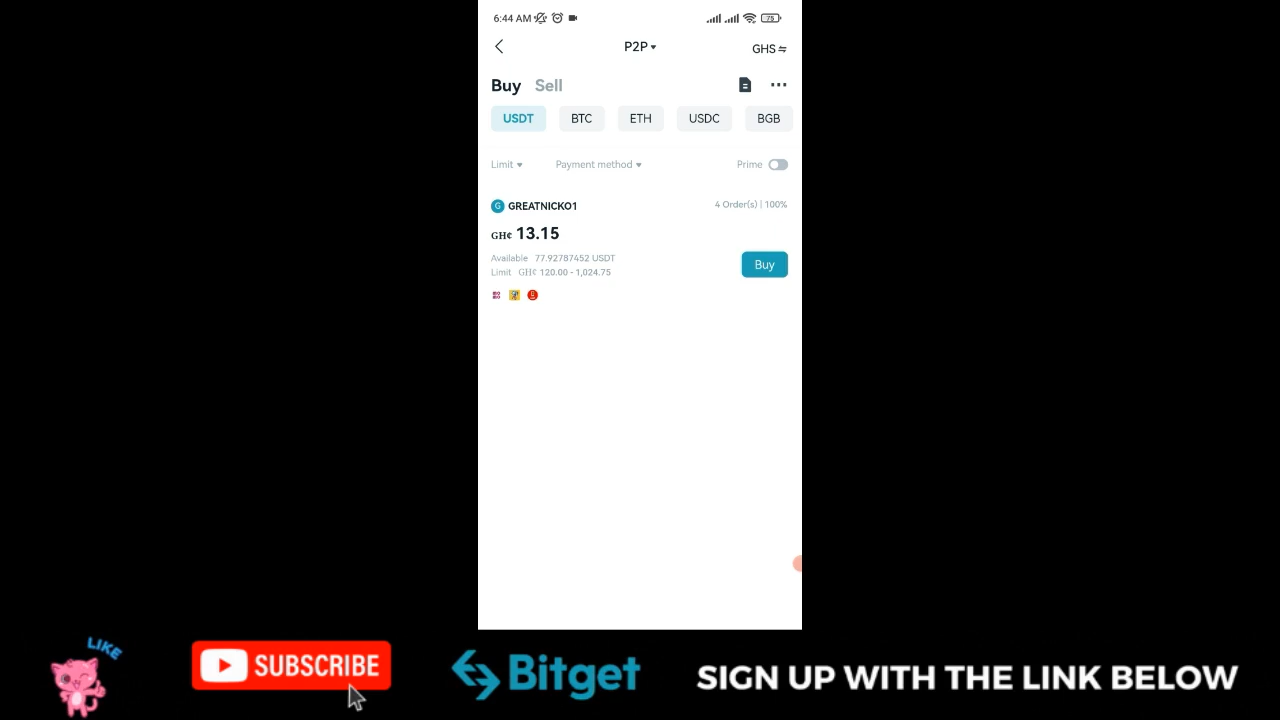 6:44 AM
75
P2P
GHS
Buy Sell
USDT BTC ETH USDC BGB
Limit Payment method Prime
G GREATNICKO1 4 Order(s) | 100%
GH¢ 13.15
Available 77.92787452 USDT
Limit GH¢ 120.00 - 1,024.75
Buy
LIKE
SUBSCRIBE
Bitget
SIGN UP WITH THE LINK BELOW